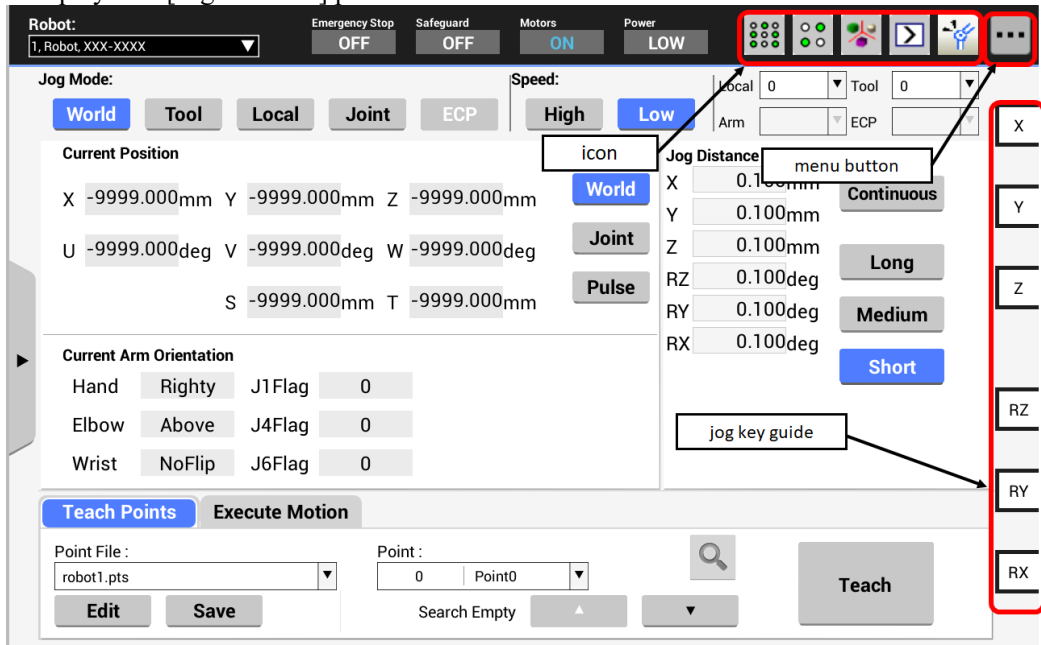 Robot: Emergency Stop Safeguard Motors Power
1, Robot, XXX-XXXX OFF OFF ON LOW
Jog Mode: Speed: Local 0 Tool 0
World Tool Local Joint ECP High Low Arm ECP
X
icon
menu button
Current Position
X -9999.000mm Y -9999.000mm Z -9999.000mm World
U -9999.000deg V -9999.000deg W -9999.000deg Joint
S -9999.000mm T -9999.000mm Pulse
Jog Distance
X 0.1 mm Continuous
Y 0.100mm
Z 0.100mm Long
RZ 0.100deg
RY 0.100deg Medium
RX 0.100deg
Short
Y
Z
Current Arm Orientation
Hand Righty J1Flag 0
Elbow Above J4Flag 0
Wrist NoFlip J6Flag 0
jog key guide
RZ
RY
RX
Teach Points Execute Motion
Point File : Point :
robot1.pts 0 Point0
Edit Save Search Empty
Teach